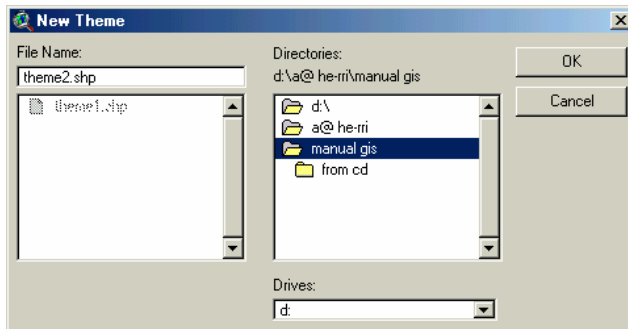 New Theme
File Name:
theme2.shp
theme1.shp
Directories:
d:\a@ he-rri\manual gis
d:\
a@ he-rri
manual gis
from cd
Drives:
d:
OK
Cancel